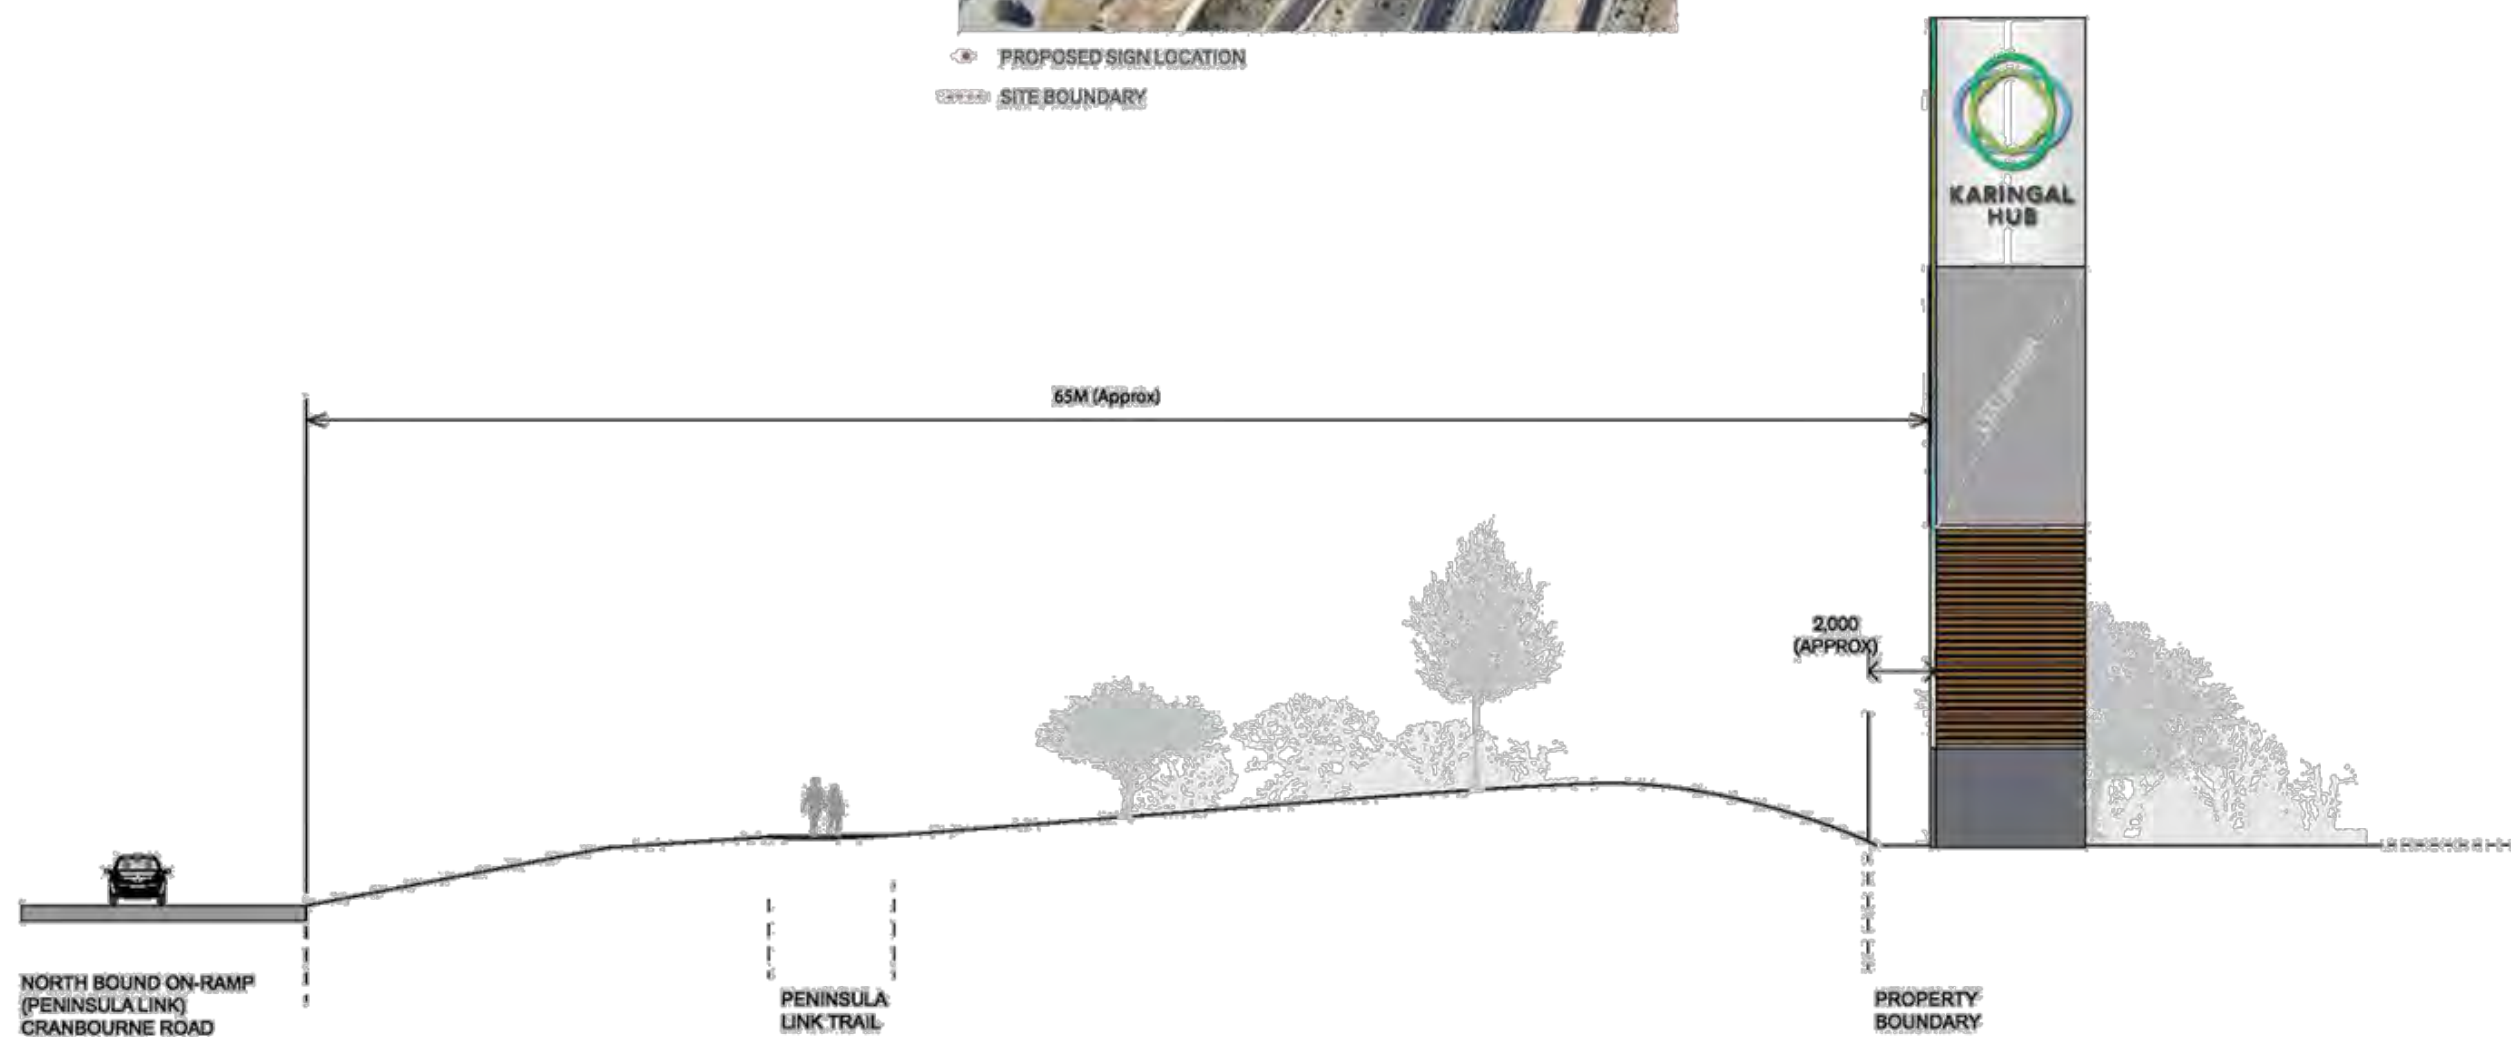 PROPOSED SIGN LOCATION
SITE BOUNDARY
KARINGAL
HUB
65M (Approx)
2,000
(APPROX)
NORTH BOUND ON-RAMP
(PENINSULA LINK)
CRANBOURNE ROAD
PENINSULA
LINK TRAIL
PROPERTY
BOUNDARY